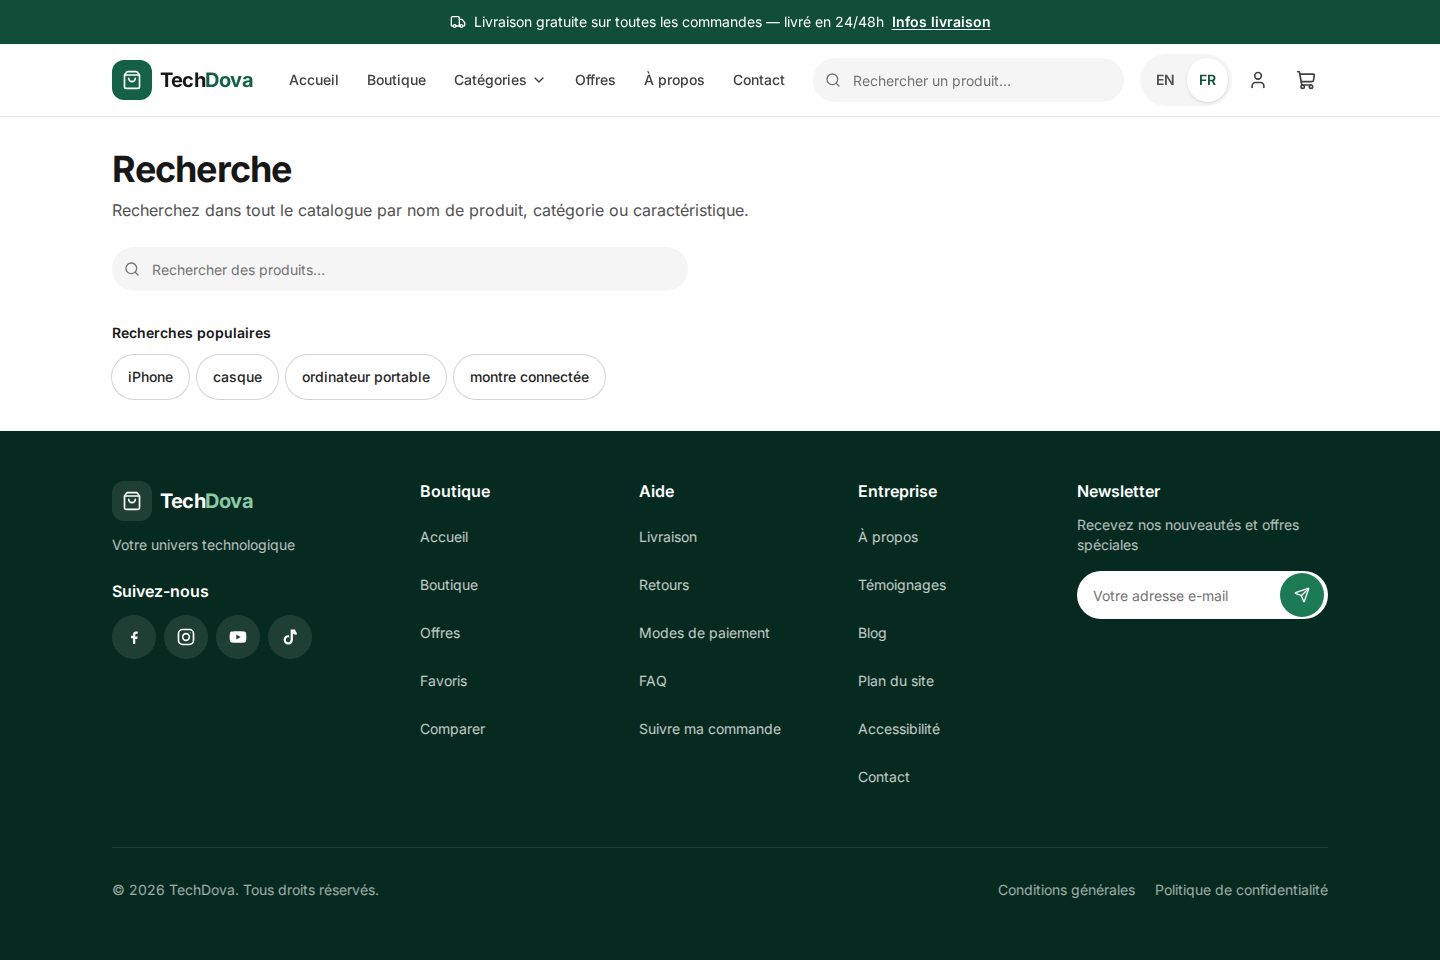 Livraison gratuite sur toutes les commandes — livré en 24/48h Infos livraison
TechDova
Accueil
Boutique
Catégories
Offres
À propos
Contact
Rechercher un produit...
EN
FR
Recherche
Recherchez dans tout le catalogue par nom de produit, catégorie ou caractéristique.
Rechercher des produits...
Recherches populaires
iPhone
casque
ordinateur portable
montre connectée
TechDova
Votre univers technologique
Suivez-nous
Boutique
Accueil
Boutique
Offres
Favoris
Comparer
Aide
Livraison
Retours
Modes de paiement
FAQ
Suivre ma commande
Entreprise
À propos
Témoignages
Blog
Plan du site
Accessibilité
Contact
Newsletter
Recevez nos nouveautés et offres
spéciales
Votre adresse e-mail
© 2026 TechDova. Tous droits réservés.
Conditions générales
Politique de confidentialité